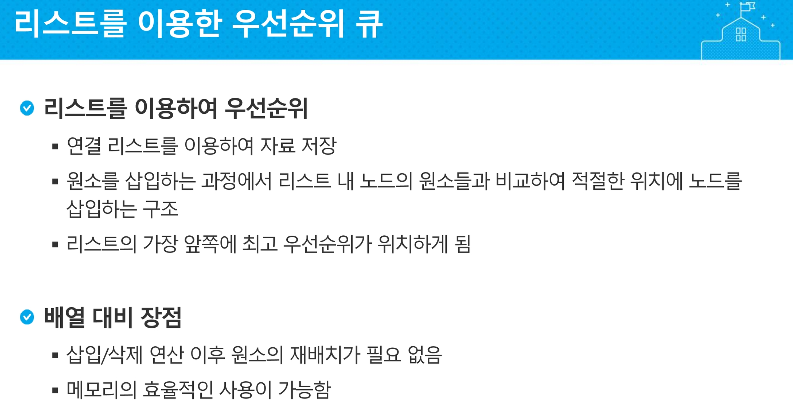 리스트를 이용한 우선순위 큐
리스트를 이용하여 우선순위
▪ 연결 리스트를 이용하여 자료 저장
▪ 원소를 삽입하는 과정에서 리스트 내 노드의 원소들과 비교하여 적절한 위치에 노드를
삽입하는 구조
▪ 리스트의 가장 앞쪽에 최고 우선순위가 위치하게 됨
배열 대비 장점
▪ 삽입/삭제 연산 이후 원소의 재배치가 필요 없음
▪ 메모리의 효율적인 사용이 가능함